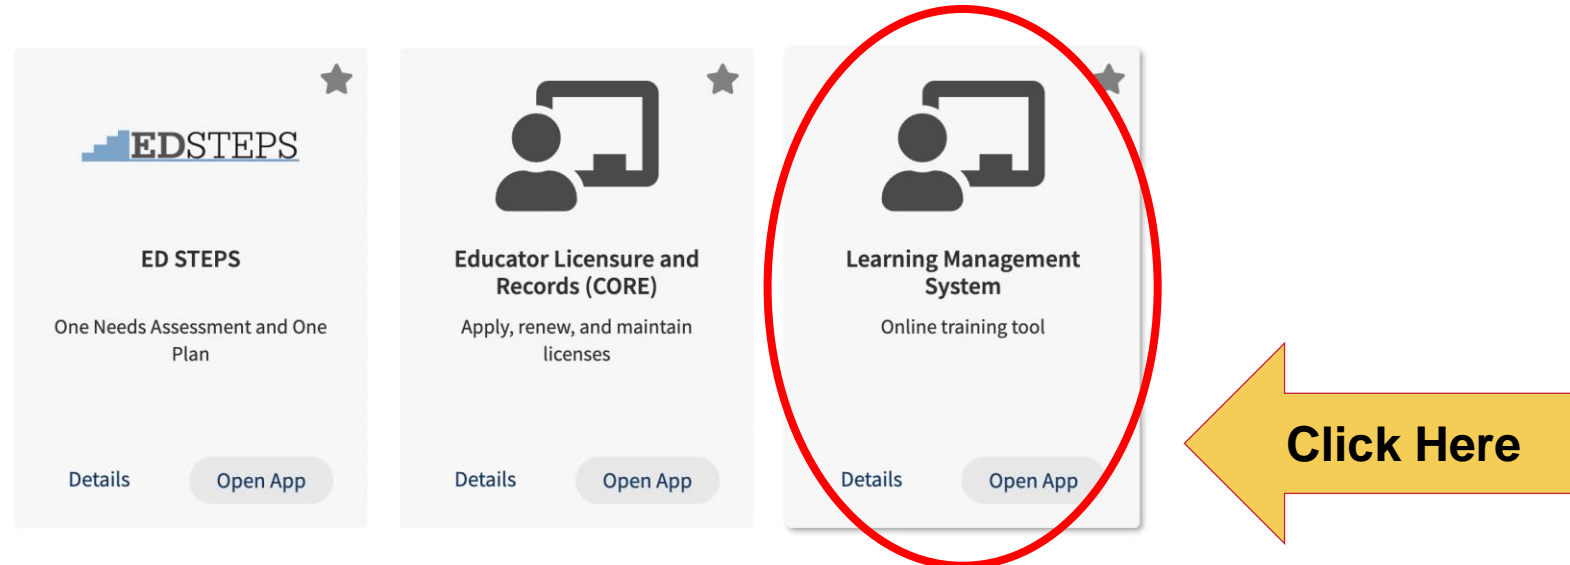 EDSTEPS
ED STEPS
One Needs Assessment and One
Plan
Details
Open App
Educator Licensure and
Records (CORE)
Apply, renew, and maintain
licenses
Details
Open App
Learning Management
System
Online training tool
Details
Open App
Click Here